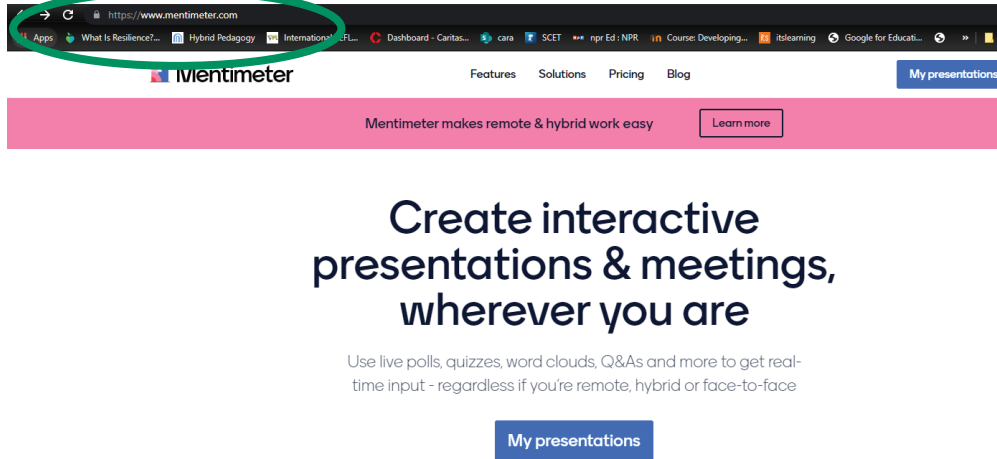 https://www.mentimeter.com
Apps What Is Resilience?... Hybrid Pedagogy International EFL... Dashboard - Caritas... cara SCET npr Ed : NPR Course: Developing... itslearning Google for Educati... »
Mentimeter Features Solutions Pricing Blog My presentations
Mentimeter makes remote & hybrid work easy Learn more
Create interactive
presentations & meetings,
wherever you are
Use live polls, quizzes, word clouds, Q&As and more to get real-
time input - regardless if you're remote, hybrid or face-to-face
My presentations